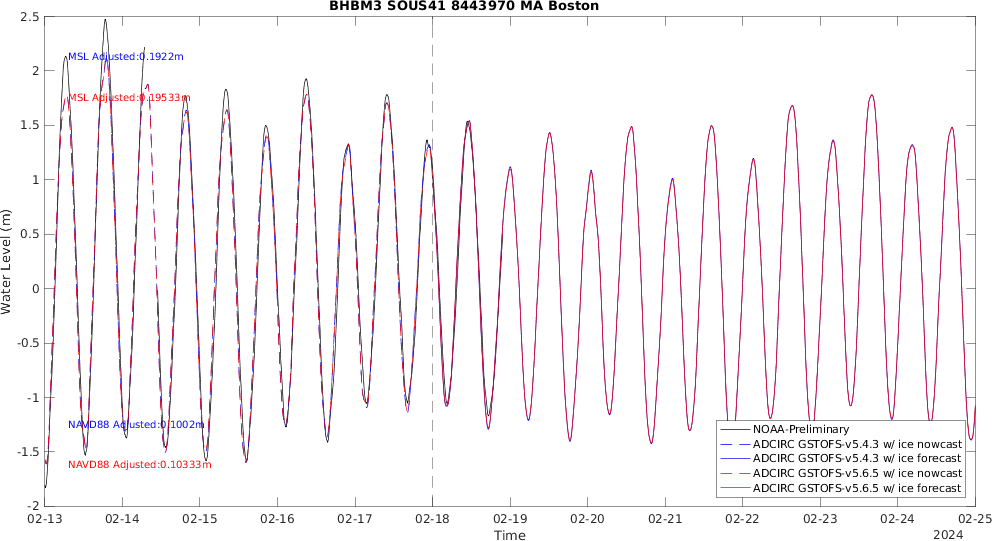 BHBM3 SOUS41 8443970 MA Boston
2.5
2
1.5
1
0.5
0
-0.5
-1
-1.5
-2
Water Level (m)
MSL Adjusted:0.1922m
MSL Adjusted:0.19533m
NAVD88 Adjusted:0.1002m
NAVD88 Adjusted:0.10333m
NOAA-Preliminary
ADCIRC GSTOFS-v5.4.3 w/ ice nowcast
ADCIRC GSTOFS-v5.4.3 w/ ice forecast
ADCIRC GSTOFS-v5.6.5 w/ ice nowcast
ADCIRC GSTOFS-v5.6.5 w/ ice forecast
02-13 02-14 02-15 02-16 02-17 02-18 02-19 02-20 02-21 02-22 02-23 02-24 02-25
Time
2024